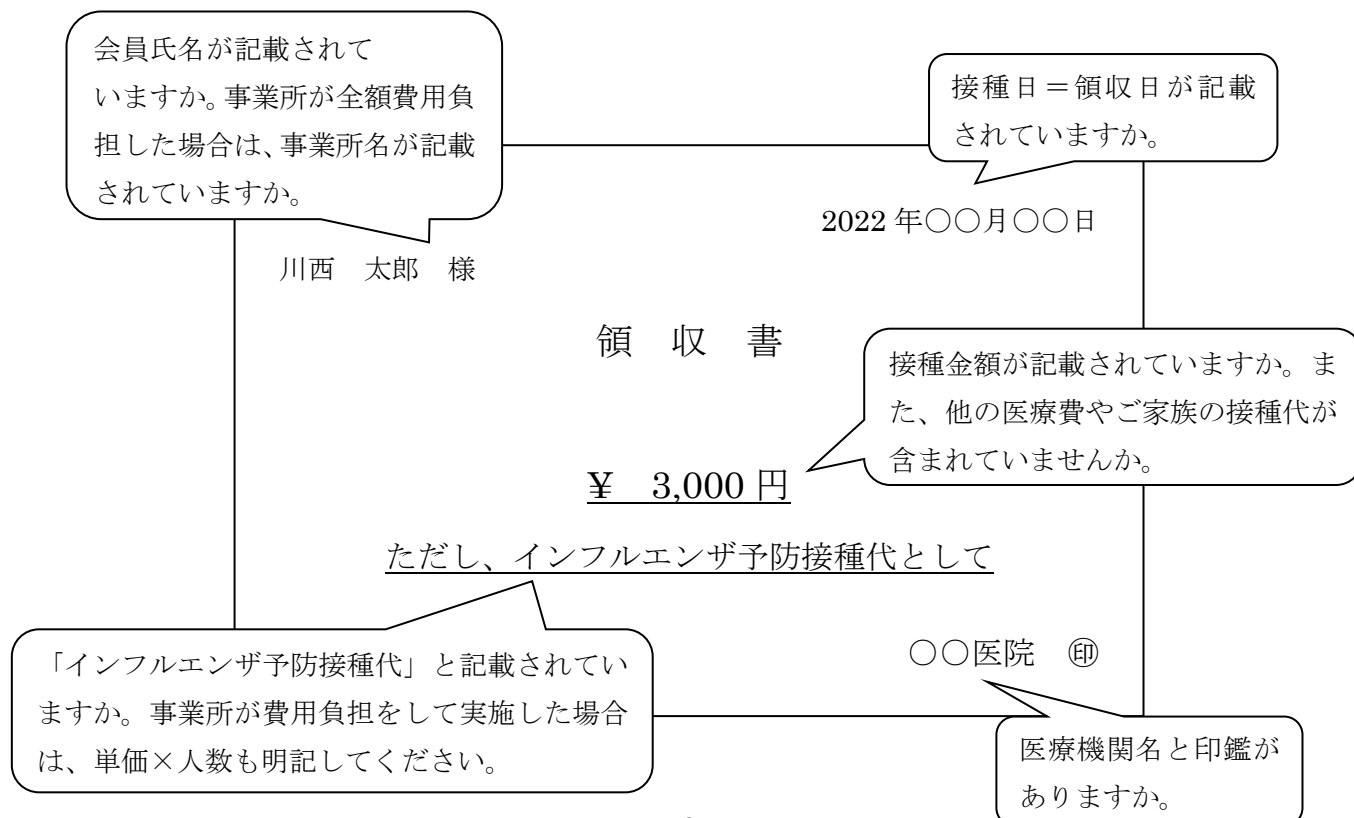 会員氏名が記載されて
いますか。事業所が全額費用負
担した場合は、事業所名が記載
されていますか。
接種日＝領収日が記載
されていますか。
2022 年〇〇月〇〇日
川西　太郎　様
領　収　書
接種金額が記載されていますか。ま
た、他の医療費やご家族の接種代が
含まれていませんか。
¥　3,000 円
ただし、インフルエンザ予防接種代として
「インフルエンザ予防接種代」と記載されてい
ますか。事業所が費用負担をして実施した場合
は、単価×人数も明記してください。
〇〇医院　㊞
医療機関名と印鑑が
ありますか。